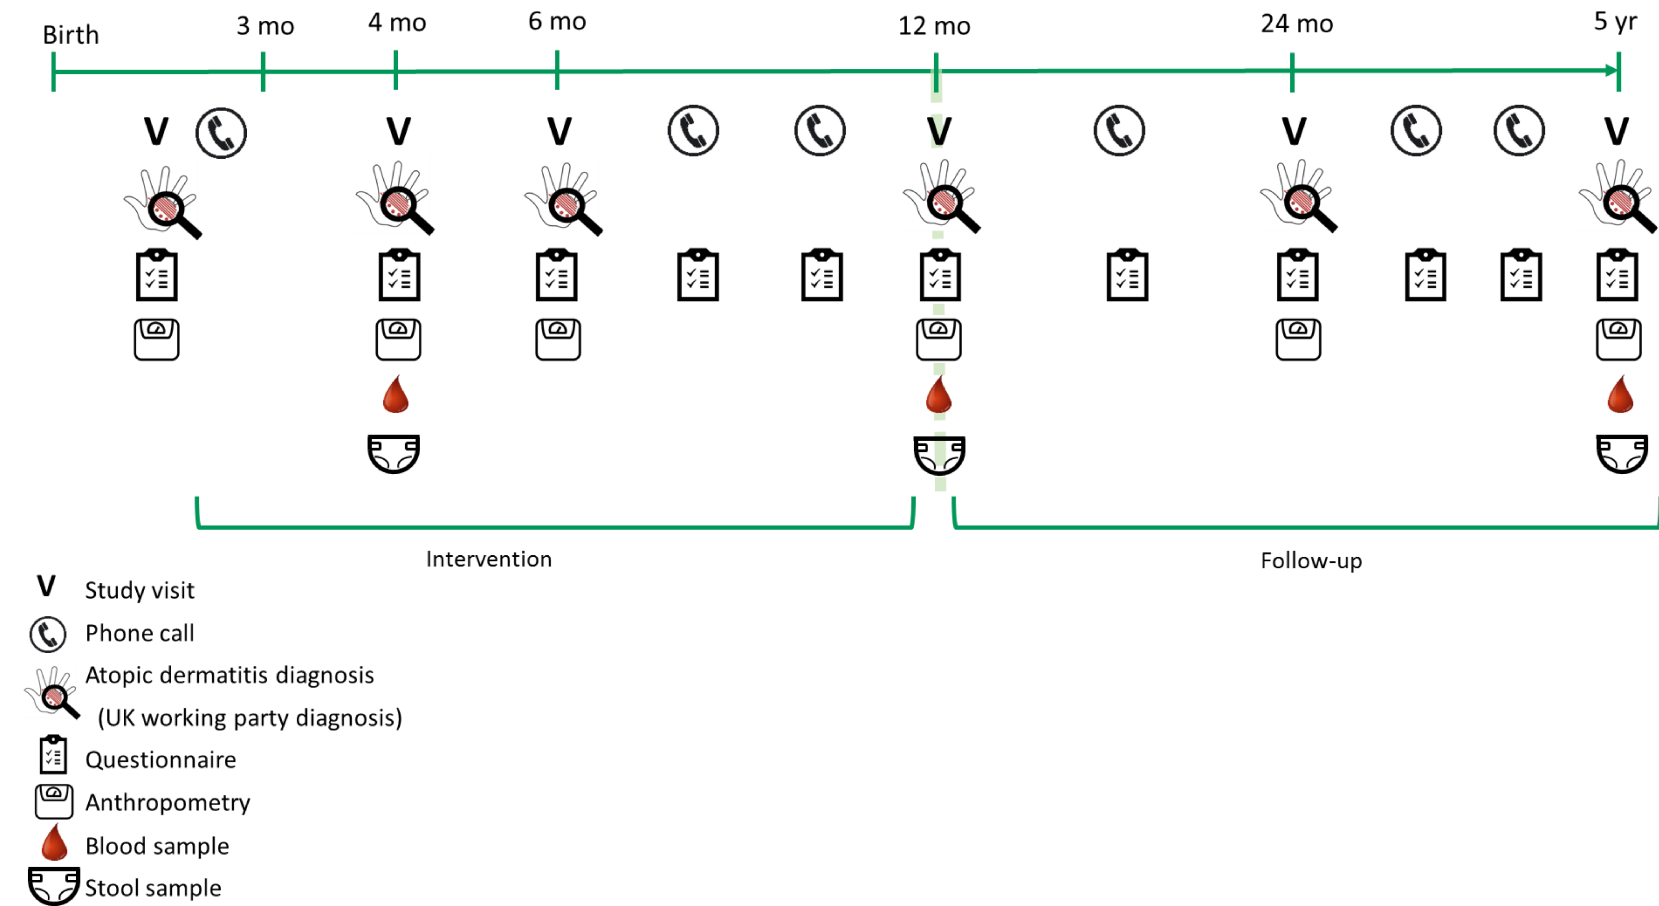 Birth
3 mo
4 mo
6 mo
12 mo
24 mo
5 yr
V
V
V
V
V
V
Intervention
Follow-up
V Study visit
Phone call
Atopic dermatitis diagnosis
(UK working party diagnosis)
Questionnaire
Anthropometry
Blood sample
Stool sample